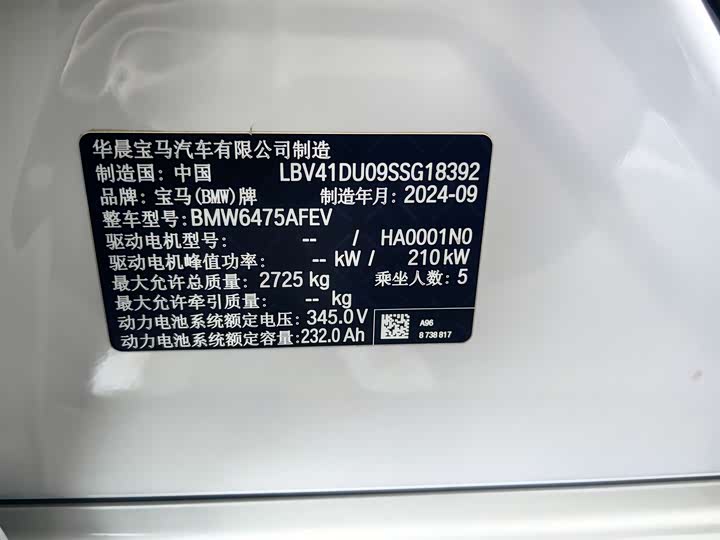 华晨宝马汽车有限公司制造
制造国: 中国 LBV41DU09SSG18392
品牌: 宝马(BMW)牌 制造年月: 2024-09
整车型号: BMW6475AFEV
驱动电机型号: -- / HA0001N0
驱动电机峰值功率: -- kW / 210 kW
最大允许总质量: 2725 kg 乘坐人数: 5
最大允许牵引质量: -- kg
动力电池系统额定电压: 345.0 V
动力电池系统额定容量: 232.0 Ah
A96
8 738 817